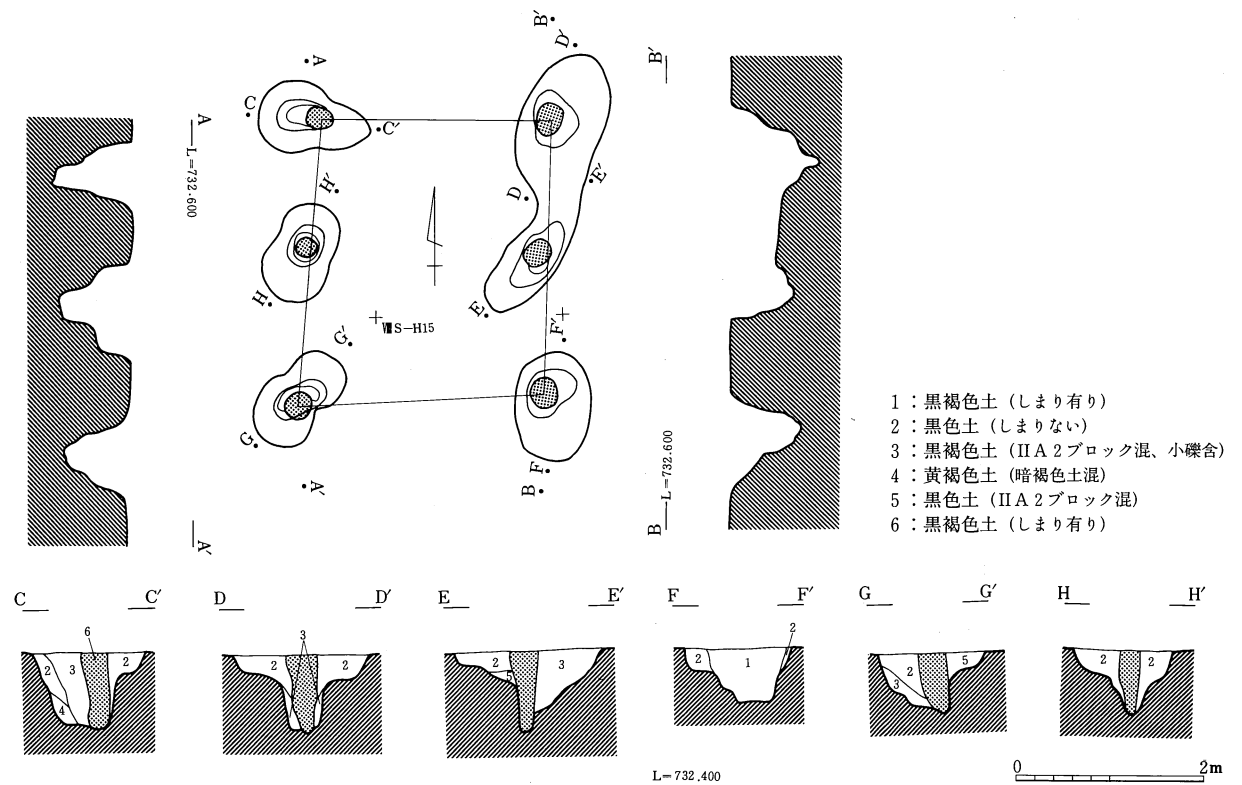 B′
D′
A
C
C′
A
L=732.600
H′
D
E′
H
E
ⅧS-H15
G′
F′
G
F
A′
B
A′
B′
L=732.600
B
1：黒褐色土（しまり有り）
2：黒色土（しまりない）
3：黒褐色土（ⅡA2ブロック混、小礫舎）
4：黄褐色土（暗褐色土混）
5：黒色土（ⅡA2ブロック混）
6：黒褐色土（しまり有り）
C C′ D D′ E E′ F F′ G G′ H H′
6 3 2
2 3 2 4
2 2
2 3 5
2 1
2 5 3
2 2
L=732.400
0 2m